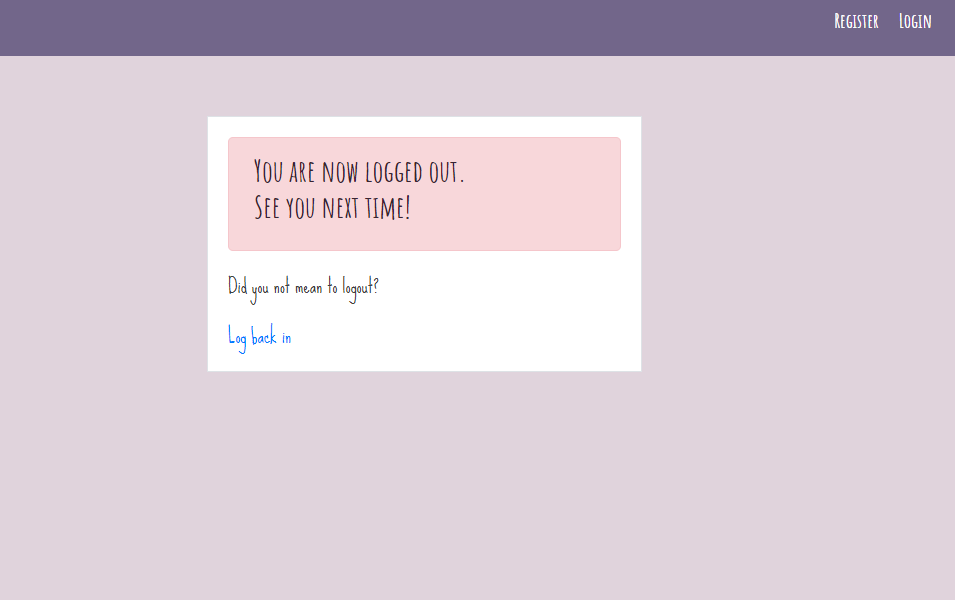 Register Login
You are now logged out.
See you next time!
Did you not mean to logout?
Log back in